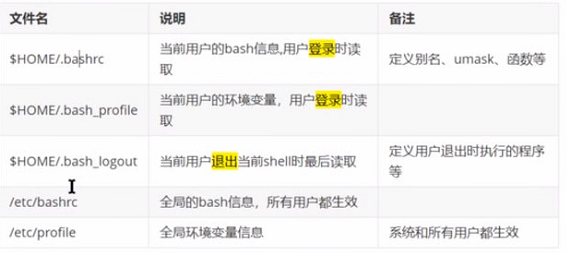 文件名 说明 备注
$HOME/.bashrc 当前用户的bash信息,用户登录时读取 定义别名、umask、函数等
$HOME/.bash_profile 当前用户的环境变量，用户登录时读取
$HOME/.bash_logout 当前用户退出当前shell时最后读取 定义用户退出时执行的程序等
/etc/bashrc 全局的bash信息，所有用户都生效
/etc/profile 全局环境变量信息 系统和所有用户都生效